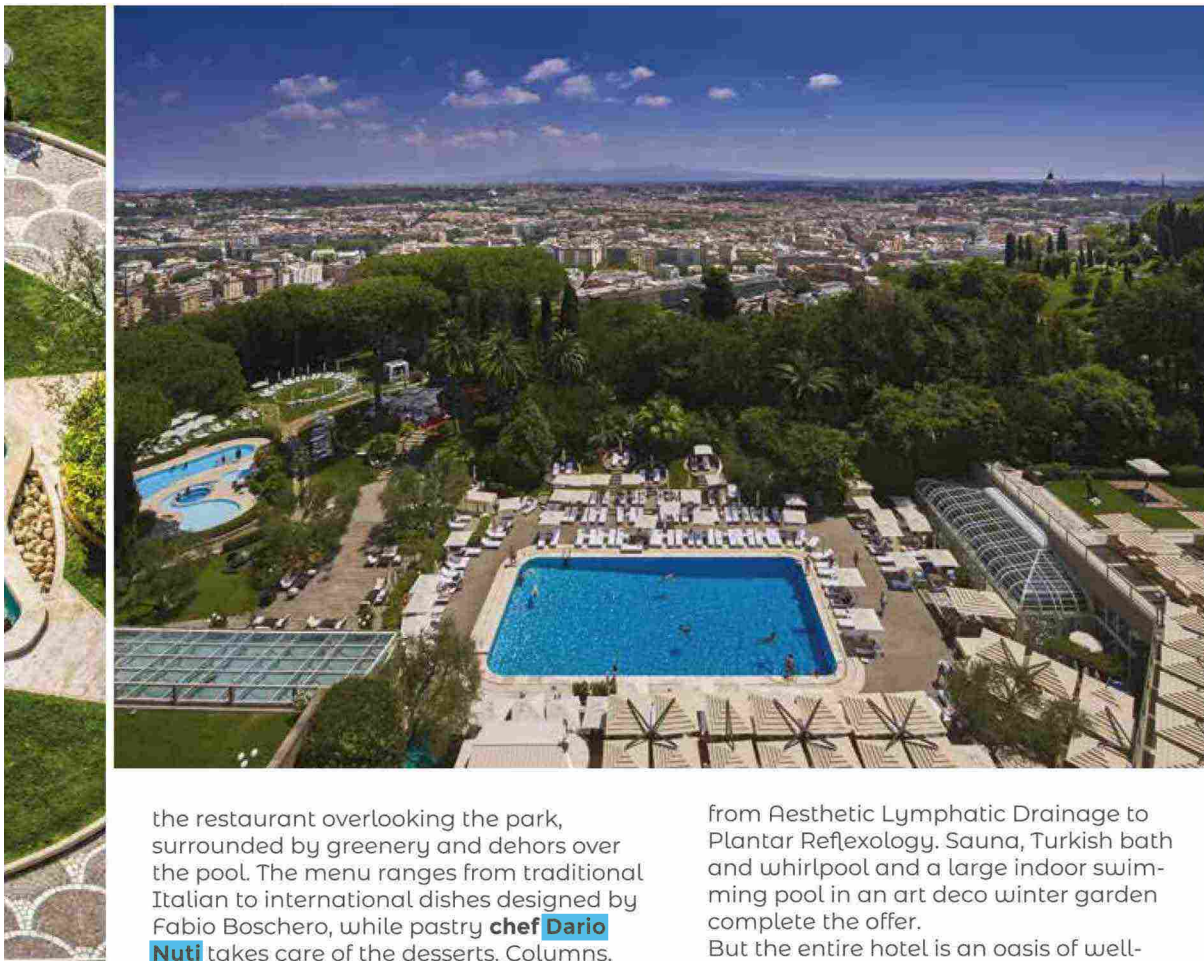 the restaurant overlooking the park,
surrounded by greenery and dehors over
the pool. The menu ranges from traditional
Italian to international dishes designed by
Fabio Boschero, while pastry chef Dario
Nuti takes care of the desserts. Columns,
from Aesthetic Lymphatic Drainage to
Plantar Reflexology. Sauna, Turkish bath
and whirlpool and a large indoor swim-
ming pool in an art deco winter garden
complete the offer.
But the entire hotel is an oasis of well-